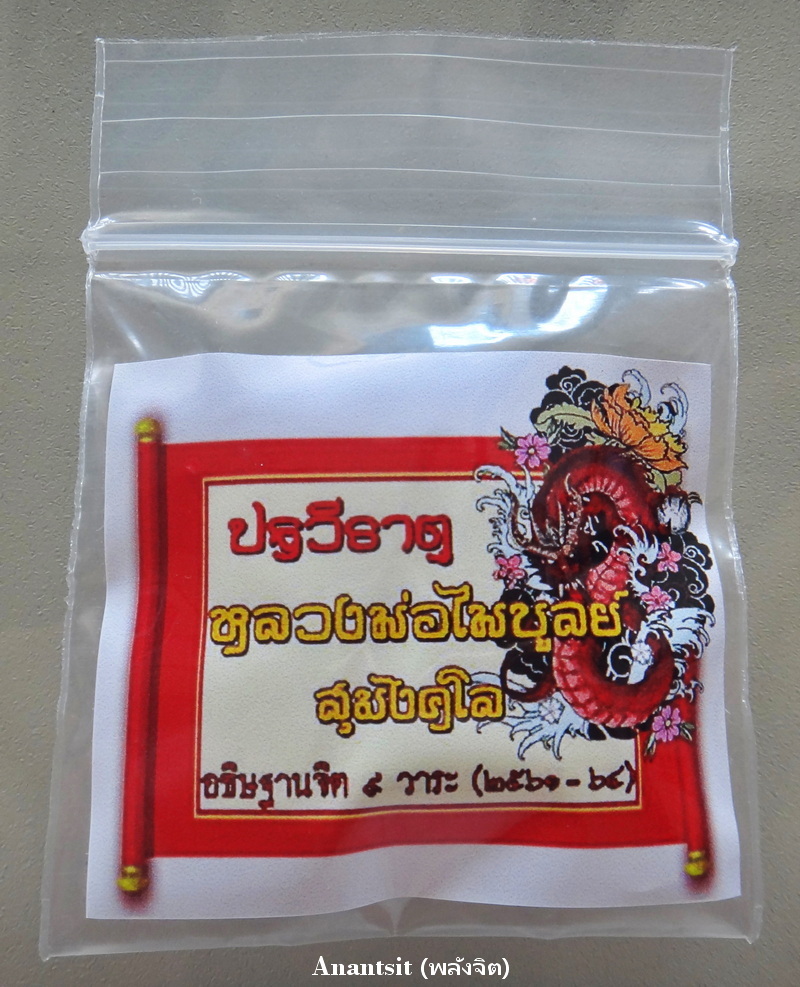 ปฐวีธาตุ
หลวงพ่อไพบูลย์
สุมังคโล
อธิษฐานจิต ๙ วาระ (๒๕๖๑ - ๖๔)
Anantsit (พลังจิต)